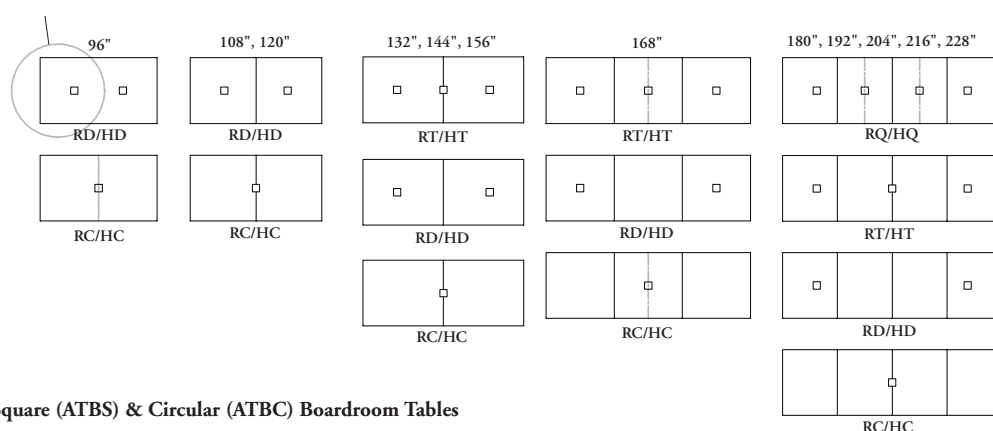 96"
108", 120"
132", 144", 156"
168"
180", 192", 204", 216", 228"
RD/HD
RD/HD
RT/HT
RT/HT
RQ/HQ
RC/HC
RC/HC
RD/HD
RD/HD
RT/HT
RC/HC
RC/HC
RD/HD
(ATBS) & Circular (ATBC) Boardroom Tables
RC/HC